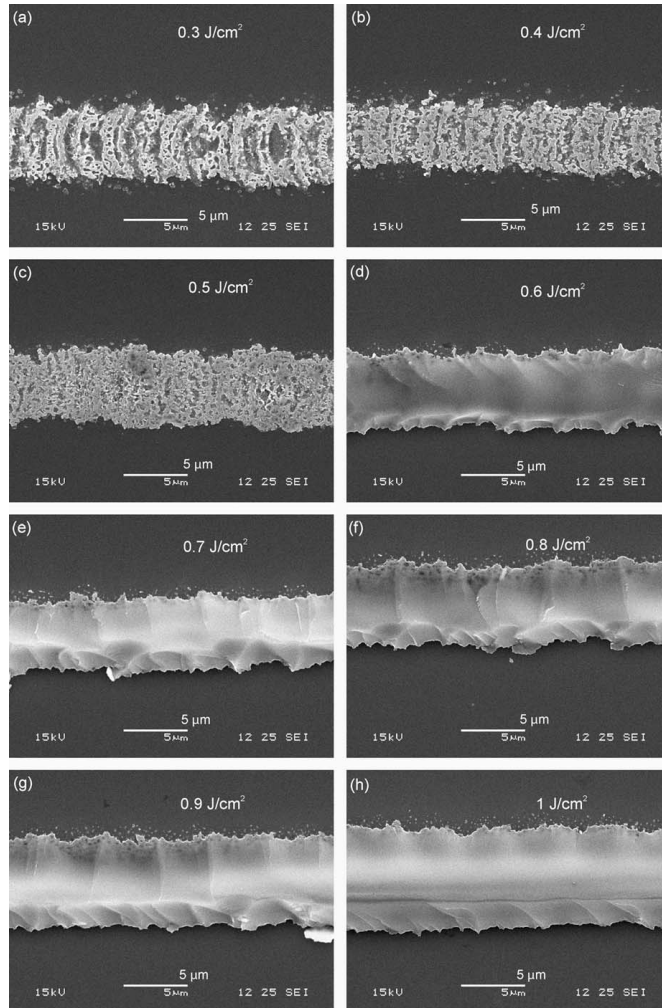 (a)
0.3 J/cm²
5 µm
15kV 5µm 12 25 SEI
(b)
0.4 J/cm²
5 µm
15kV 5µm 12 25 SEI
(c)
0.5 J/cm²
5 µm
15kV 5µm 12 25 SEI
(d)
0.6 J/cm²
5 µm
15kV 5µm 12 25 SEI
(e)
0.7 J/cm²
5 µm
15kV 5µm 12 25 SEI
(f)
0.8 J/cm²
5 µm
15kV 5µm 12 25 SEI
(g)
0.9 J/cm²
5 µm
15kV 5µm 12 25 SEI
(h)
1 J/cm²
5 µm
15kV 5µm 12 25 SEI